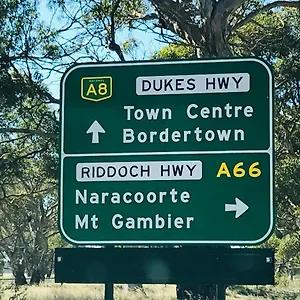 A8 DUKES HWY
Town Centre
Bordertown
RIDDOCH HWY A66
Naracoorte
Mt Gambier